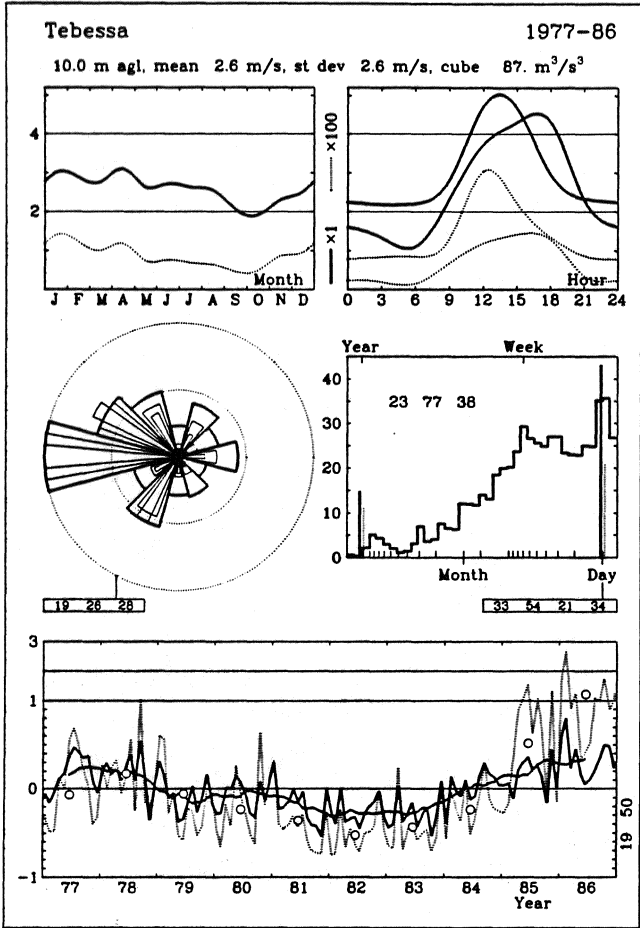 Tebessa 1977-86
10.0 m agl, mean 2.6 m/s, st dev 2.6 m/s, cube 87. m³/s³
4
2
×1 ×100
Month
J F M A M J J A S O N D
Hour
0 3 6 9 12 15 18 21 24
Year Week
40
30
20
10
0
23 77 38
Month Day
19 26 28
33 54 21 34
3
1
0
-1
19 50
77 78 79 80 81 82 83 84 85 86
Year